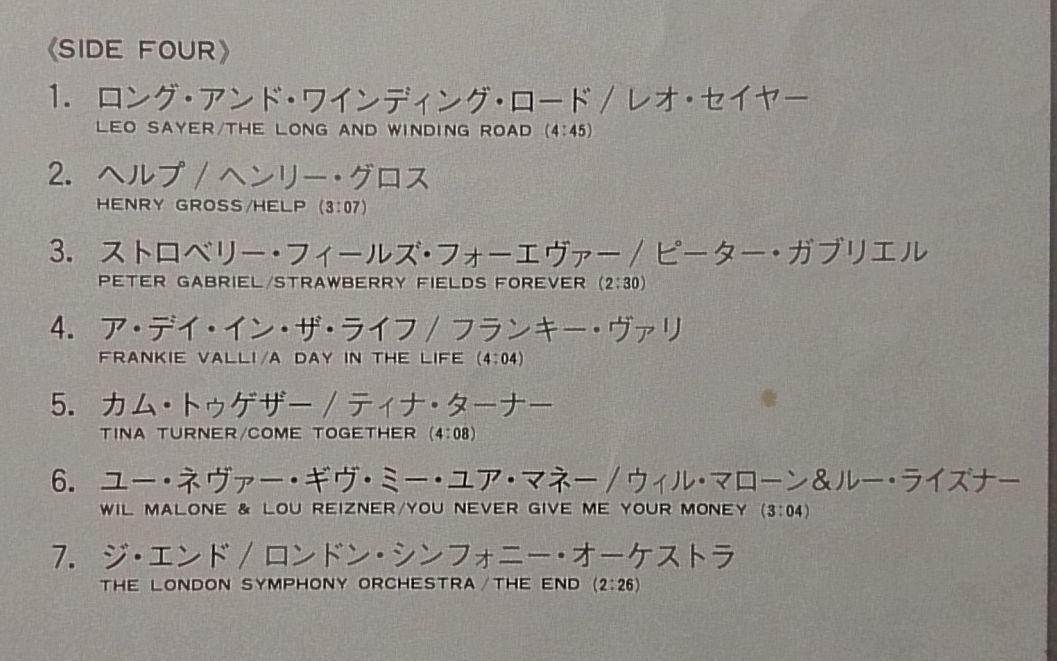 《SIDE FOUR》
1. ロング・アンド・ワインディング・ロード / レオ・セイヤー
LEO SAYER/THE LONG AND WINDING ROAD (4:45)
2. ヘルプ / ヘンリー・グロス
HENRY GROSS/HELP (3:07)
3. ストロベリー・フィールズ・フォーエヴァー / ピーター・ガブリエル
PETER GABRIEL/STRAWBERRY FIELDS FOREVER (2:30)
4. ア・デイ・イン・ザ・ライフ / フランキー・ヴァリ
FRANKIE VALLI/A DAY IN THE LIFE (4:04)
5. カム・トゥゲザー / ティナ・ターナー
TINA TURNER/COME TOGETHER (4:08)
6. ユー・ネヴァー・ギヴ・ミー・ユア・マネー / ウィル・マローン&ルー・ライズナー
WIL MALONE & LOU REIZNER/YOU NEVER GIVE ME YOUR MONEY (3:04)
7. ジ・エンド / ロンドン・シンフォニー・オーケストラ
THE LONDON SYMPHONY ORCHESTRA / THE END (2:26)